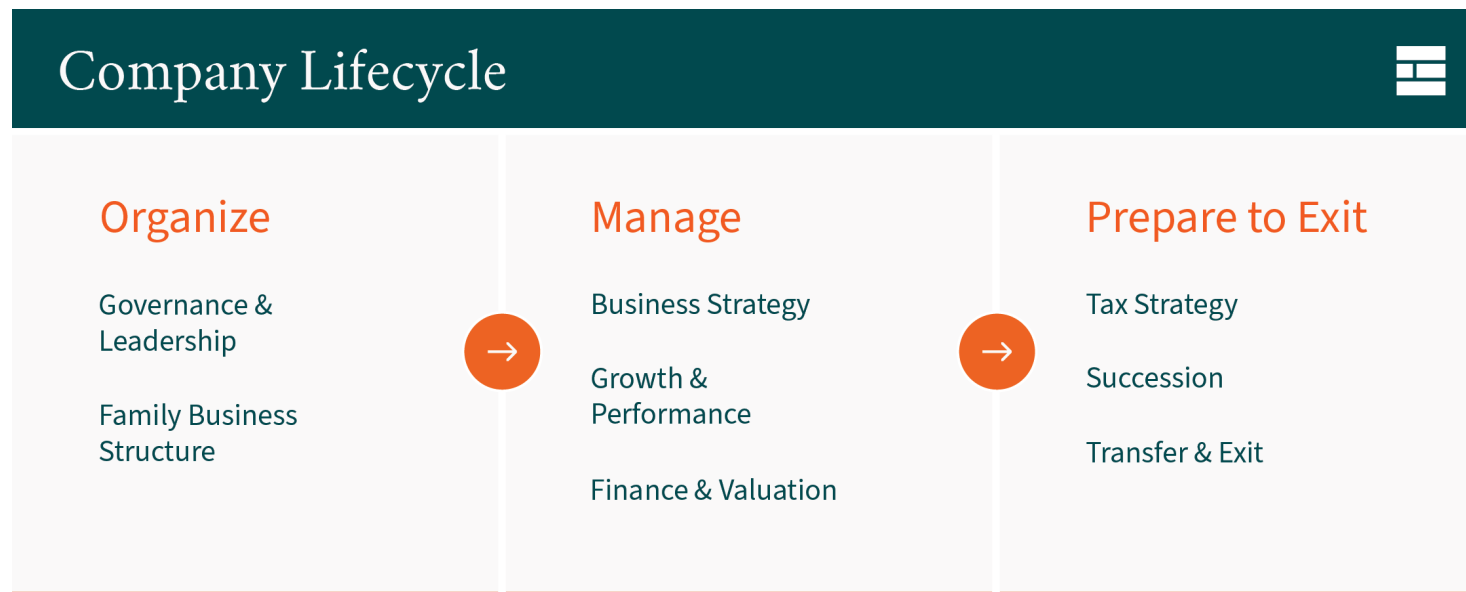 Company Lifecycle
Organize
Governance &
Leadership
Family Business
Structure
Manage
Business Strategy
Growth &
Performance
Finance & Valuation
Prepare to Exit
Tax Strategy
Succession
Transfer & Exit